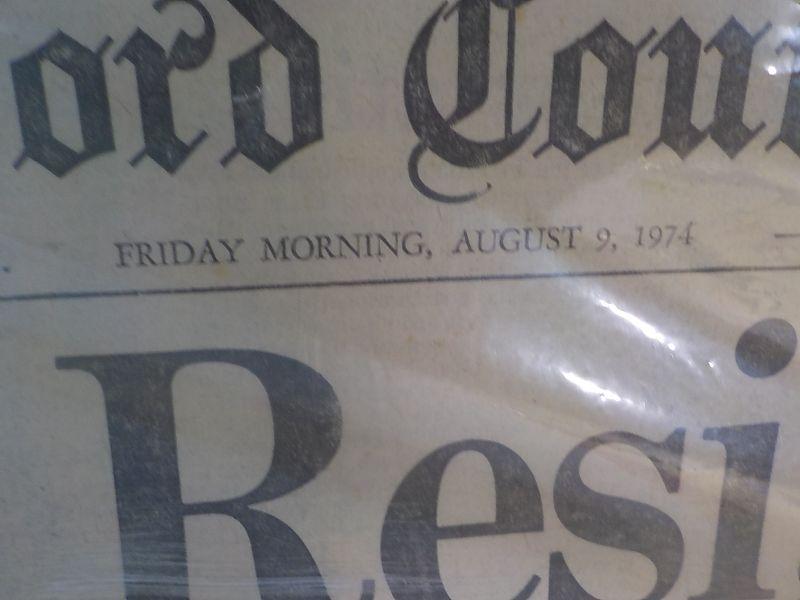 ord Cou
FRIDAY MORNING, AUGUST 9, 1974
Resi